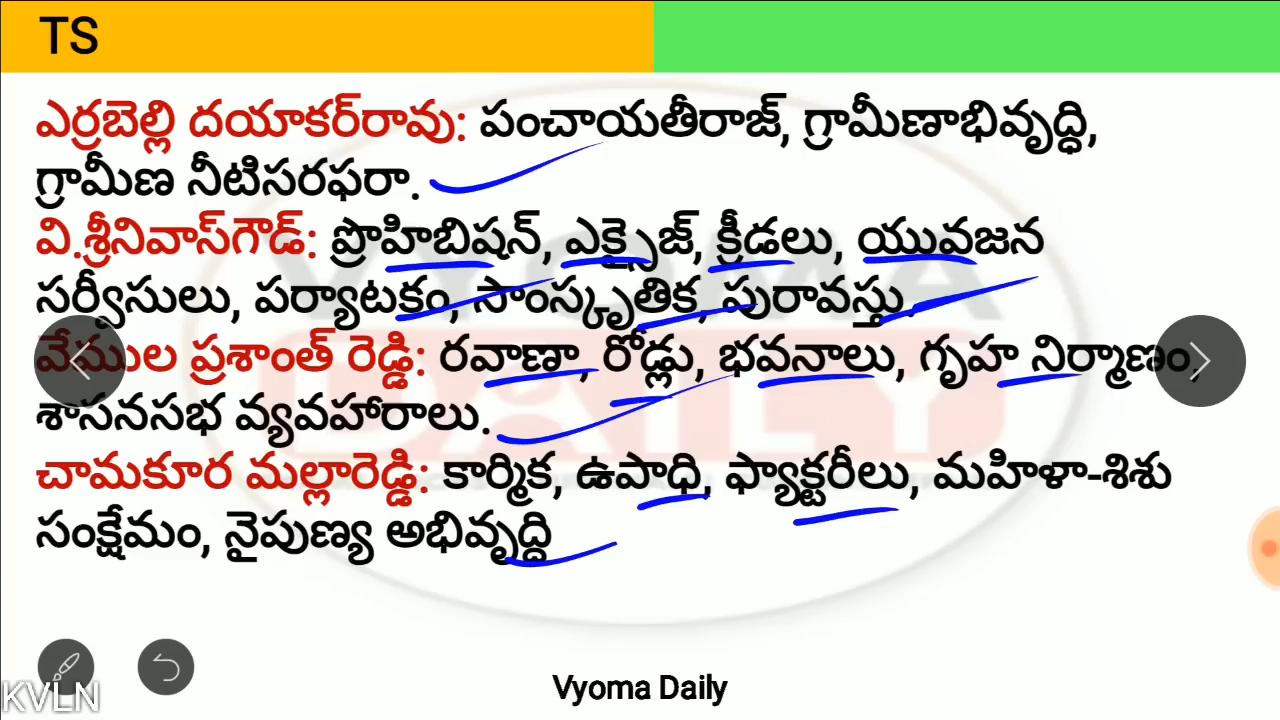 TS
ఎర్రబెల్లి దయాకర్‌రావు: పంచాయతీరాజ్, గ్రామీణాభివృద్ధి,
గ్రామీణ నీటిసరఫరా.
వి.శ్రీనివాస్‌గౌడ్: ప్రొహిబిషన్, ఎక్సైజ్, క్రీడలు, యువజన
సర్వీసులు, పర్యాటకం, సాంస్కృతిక, పురావస్తు.
వేముల ప్రశాంత్ రెడ్డి: రవాణా, రోడ్లు, భవనాలు, గృహ నిర్మాణం,
శాసనసభ వ్యవహారాలు.
చామకూర మల్లారెడ్డి: కార్మిక, ఉపాధి, ఫ్యాక్టరీలు, మహిళా-శిశు
సంక్షేమం, నైపుణ్య అభివృద్ది
Vyoma Daily
KVLN